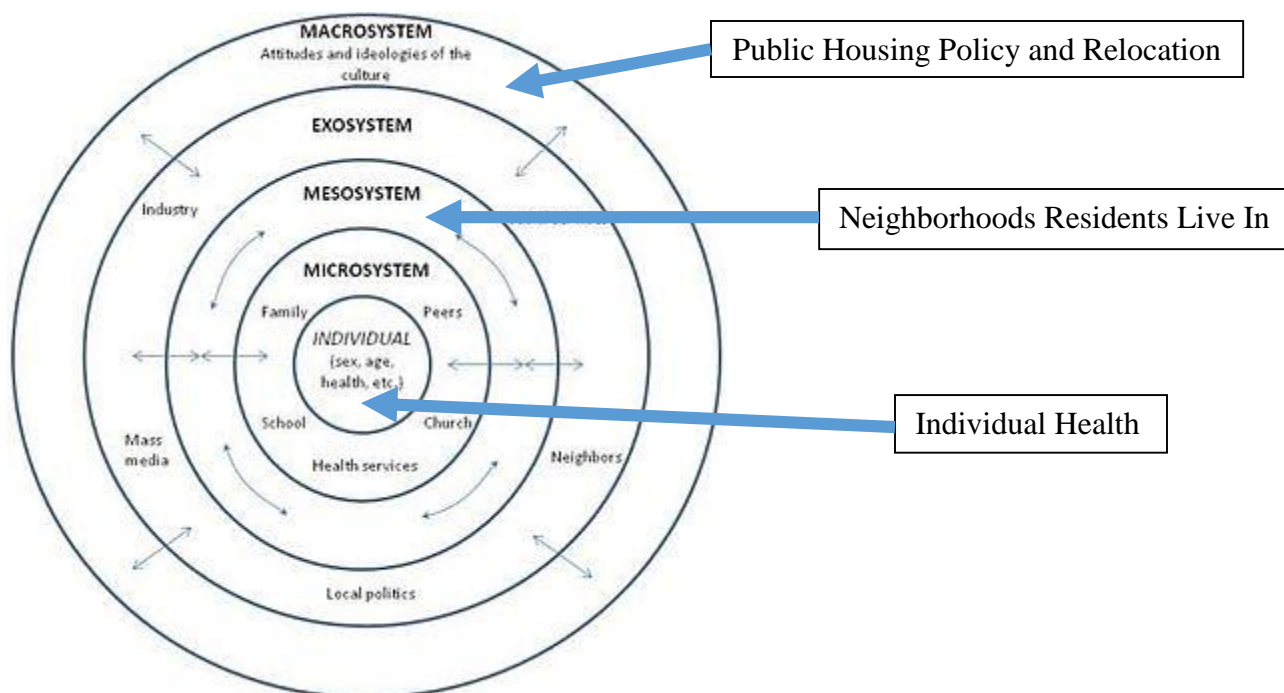 MACROSYSTEM
Attitudes and ideologies of the
culture
Public Housing Policy and Relocation
EXOSYSTEM
MESOSYSTEM
Industry
Neighborhoods Residents Live In
MICROSYSTEM
Family
Peers
INDIVIDUAL
(sex, age,
health, etc.)
School
Church
Individual Health
Mass
media
Health services
Neighbors
Local politics